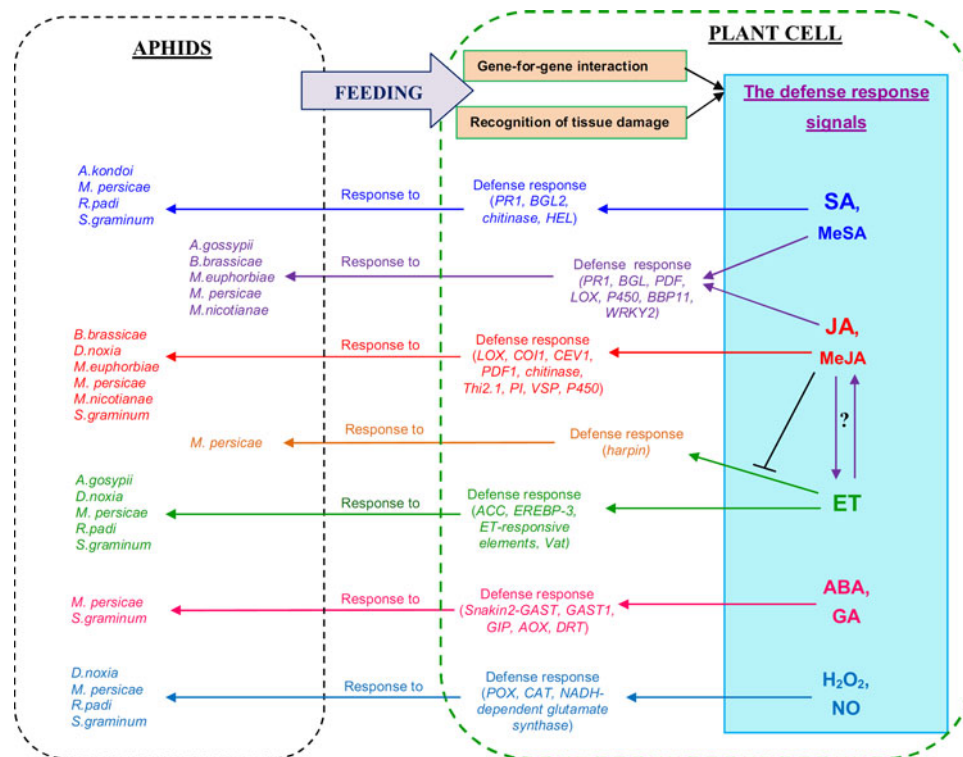 APHIDS
PLANT CELL
FEEDING
Gene-for-gene interaction
Recognition of tissue damage
The defense response
signals
A.kondoi
M. persicae
R.padi
S.graminum
Response to
Defense response
(PR1, BGL2,
chitinase, HEL)
SA,
MeSA
A.gossypii
B.brassicae
M.euphorbiae
M. persicae
M.nicotianae
Response to
Defense response
(PR1, BGL, PDF,
LOX, P450, BBP11,
WRKY2)
JA,
MeJA
B.brassicae
D.noxia
M.euphorbiae
M. persicae
M.nicotianae
S.graminum
Response to
Defense response
(LOX, COI1, CEV1,
PDF1, chitinase,
Thi2.1, PI, VSP, P450)
?
M. persicae
Response to
Defense response
(harpin)
A.gosypii
D.noxia
M. persicae
R.padi
S.graminum
Response to
Defense response
(ACC, EREBP-3,
ET-responsive
elements, Vat)
ET
M. persicae
S.graminum
Response to
Defense response
(Snakin2-GAST, GAST1,
GIP, AOX, DRT)
ABA,
GA
D.noxia
M. persicae
R.padi
S.graminum
Response to
Defense response
(POX, CAT, NADH-
dependent glutamate
synthase)
H₂O₂,
NO